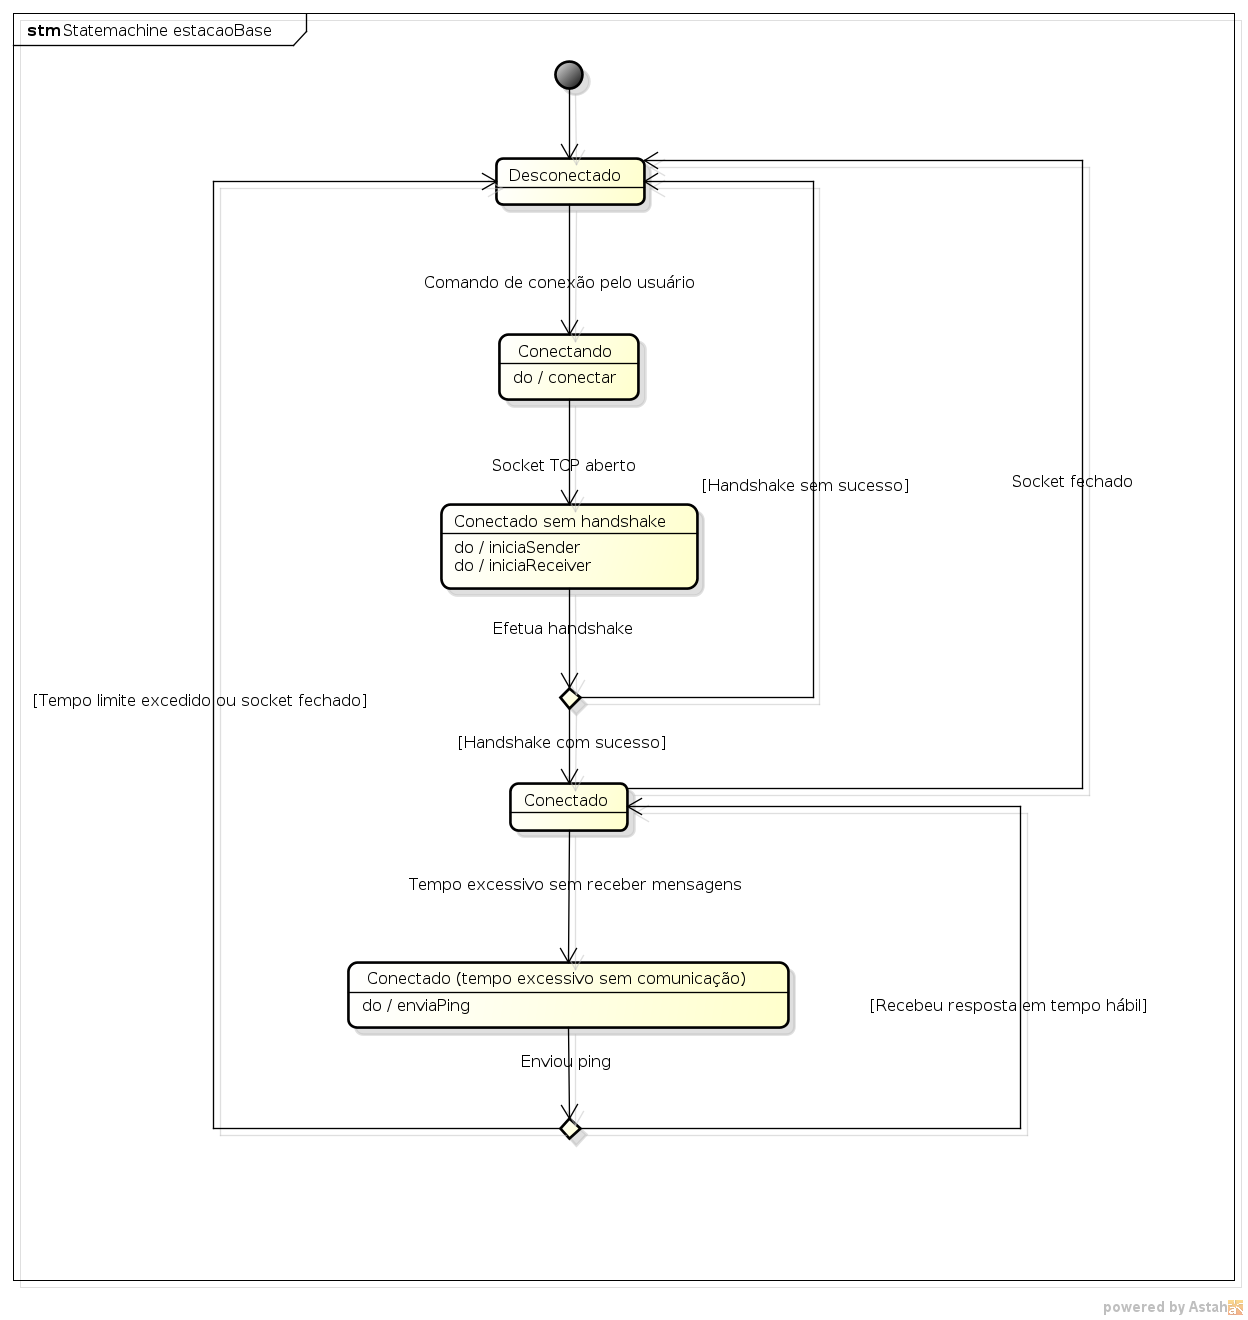 stm Statemachine estacaoBase
Desconectado
Comando de conexão pelo usuário
Conectando
do / conectar
Socket TCP aberto
[Handshake sem sucesso]
Socket fechado
Conectado sem handshake
do / iniciaSender
do / iniciaReceiver
Efetua handshake
[Tempo limite excedido ou socket fechado]
[Handshake com sucesso]
Conectado
Tempo excessivo sem receber mensagens
Conectado (tempo excessivo sem comunicação)
do / enviaPing
[Recebeu resposta em tempo hábil]
Enviou ping
powered by Astah